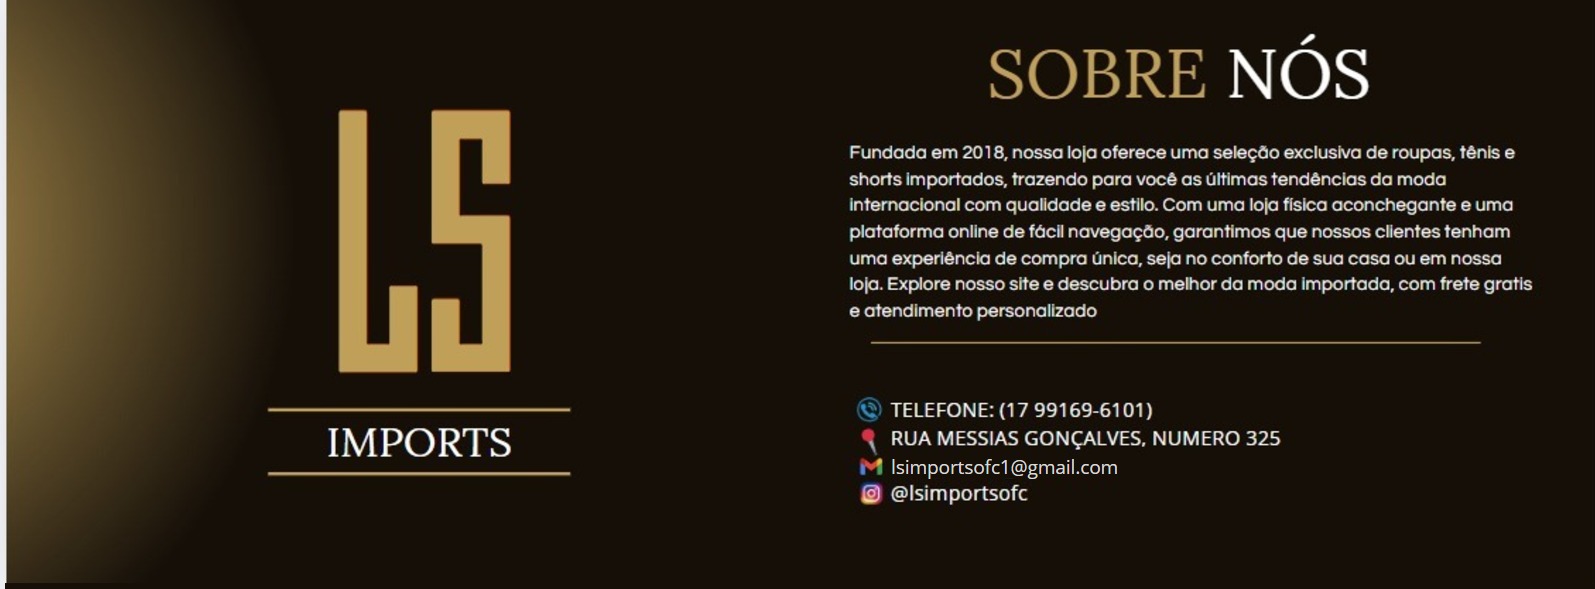 LS
IMPORTS
SOBRE NÓS
Fundada em 2018, nossa loja oferece uma seleção exclusiva de roupas, tênis e
shorts importados, trazendo para você as últimas tendências da moda
internacional com qualidade e estilo. Com uma loja física aconchegante e uma
plataforma online de fácil navegação, garantimos que nossos clientes tenham
uma experiência de compra única, seja no conforto de sua casa ou em nossa
loja. Explore nosso site e descubra o melhor da moda importada, com frete gratis
e atendimento personalizado
TELEFONE: (17 99169-6101)
RUA MESSIAS GONÇALVES, NUMERO 325
lsimportsofc1@gmail.com
@lsimportsofc